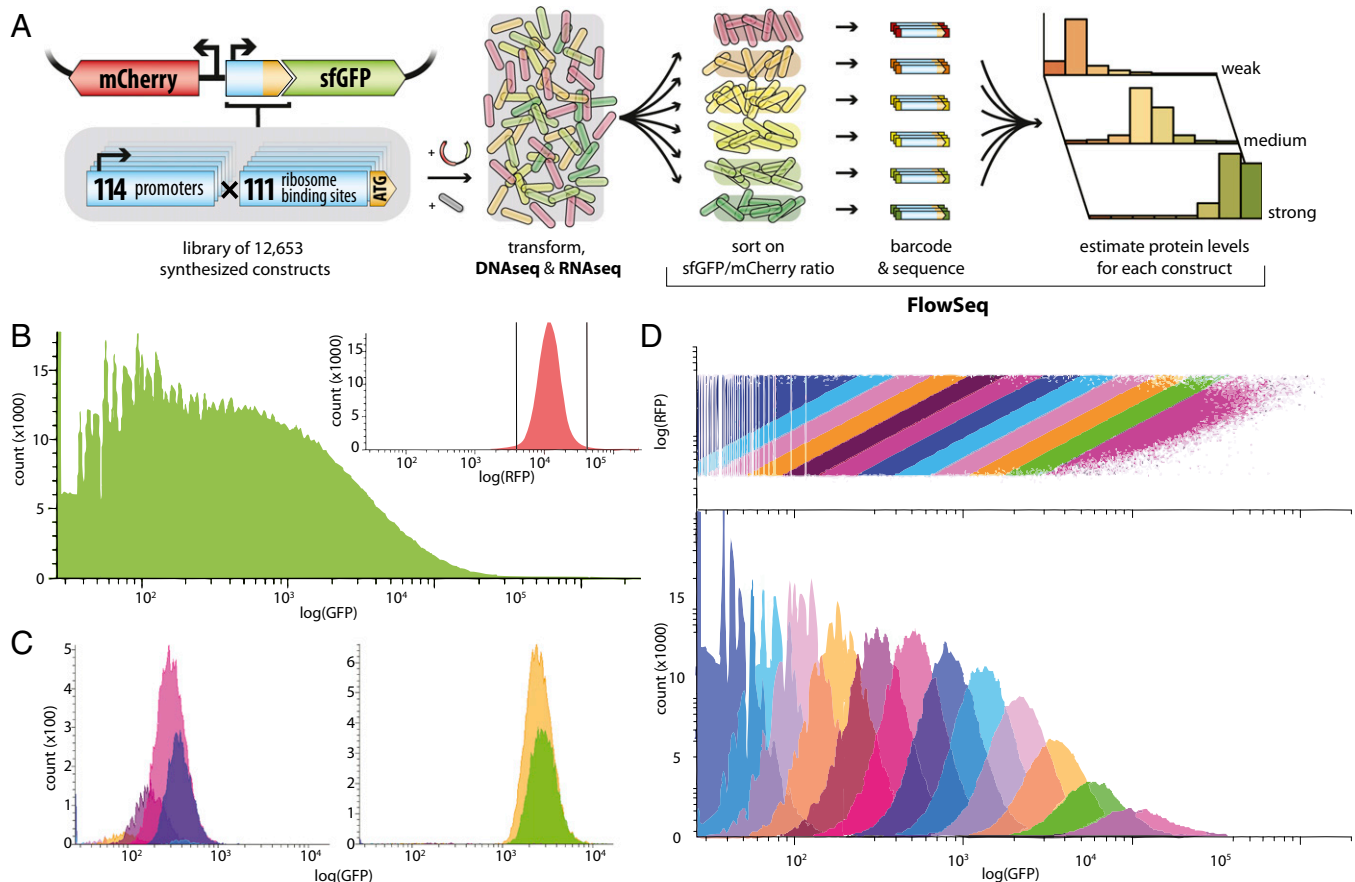 A
mCherry
sfGFP
114 promoters
×
111 ribosome
binding sites
ATG
+
+
library of 12,653
synthesized constructs
transform,
DNAseq & RNAseq
sort on
sfGFP/mCherry ratio
barcode
& sequence
weak
medium
strong
estimate protein levels
for each construct
FlowSeq
B
count (x1000)
15
10
5
0
10² 10³ 10⁴ 10⁵
log(GFP)
count (x1000)
15
10
5
0
10² 10³ 10⁴ 10⁵
log(RFP)
C
count (x100)
5
4
3
2
1
0
10² 10³ 10⁴
6
5
4
3
2
1
0
10² 10³ 10⁴
log(GFP)
D
log(RFP)
count (x1000)
15
10
5
0
10² 10³ 10⁴ 10⁵
log(GFP)